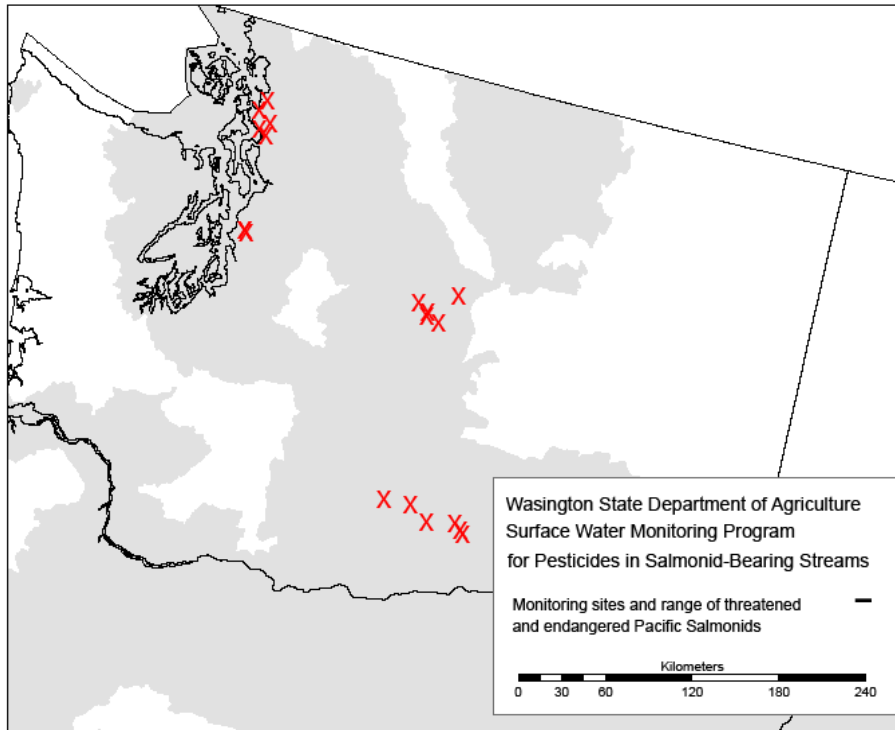 Wasington State Department of Agriculture
Surface Water Monitoring Program
for Pesticides in Salmonid-Bearing Streams
Monitoring sites and range of threatened
and endangered Pacific Salmonids
Kilometers
0 15 30 60 120 180 240